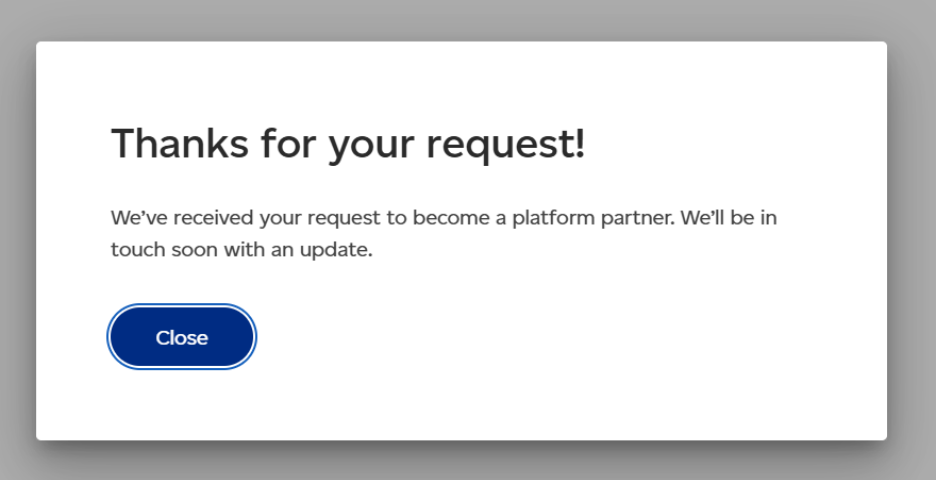 Thanks for your request!
We’ve received your request to become a platform partner. We’ll be in
touch soon with an update.
Close